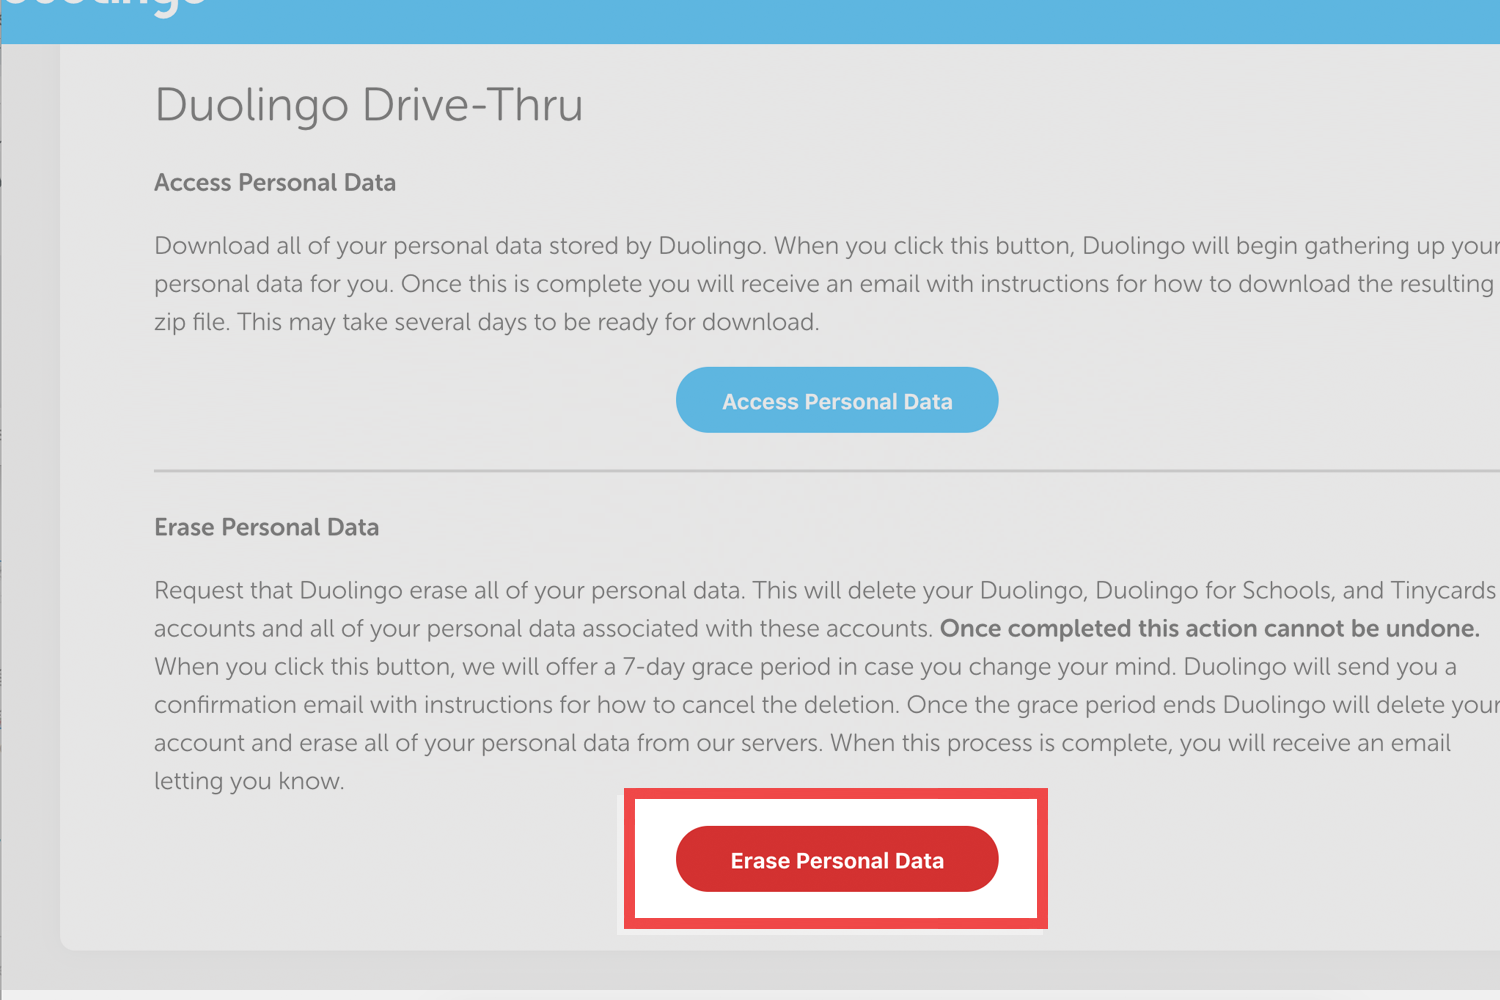 Duolingo Drive-Thru
Access Personal Data
Download all of your personal data stored by Duolingo. When you click this button, Duolingo will begin gathering up your
personal data for you. Once this is complete you will receive an email with instructions for how to download the resulting
zip file. This may take several days to be ready for download.
Access Personal Data
Erase Personal Data
Request that Duolingo erase all of your personal data. This will delete your Duolingo, Duolingo for Schools, and Tinycards
accounts and all of your personal data associated with these accounts. Once completed this action cannot be undone.
When you click this button, we will offer a 7-day grace period in case you change your mind. Duolingo will send you a
confirmation email with instructions for how to cancel the deletion. Once the grace period ends Duolingo will delete your
account and erase all of your personal data from our servers. When this process is complete, you will receive an email
letting you know.
Erase Personal Data